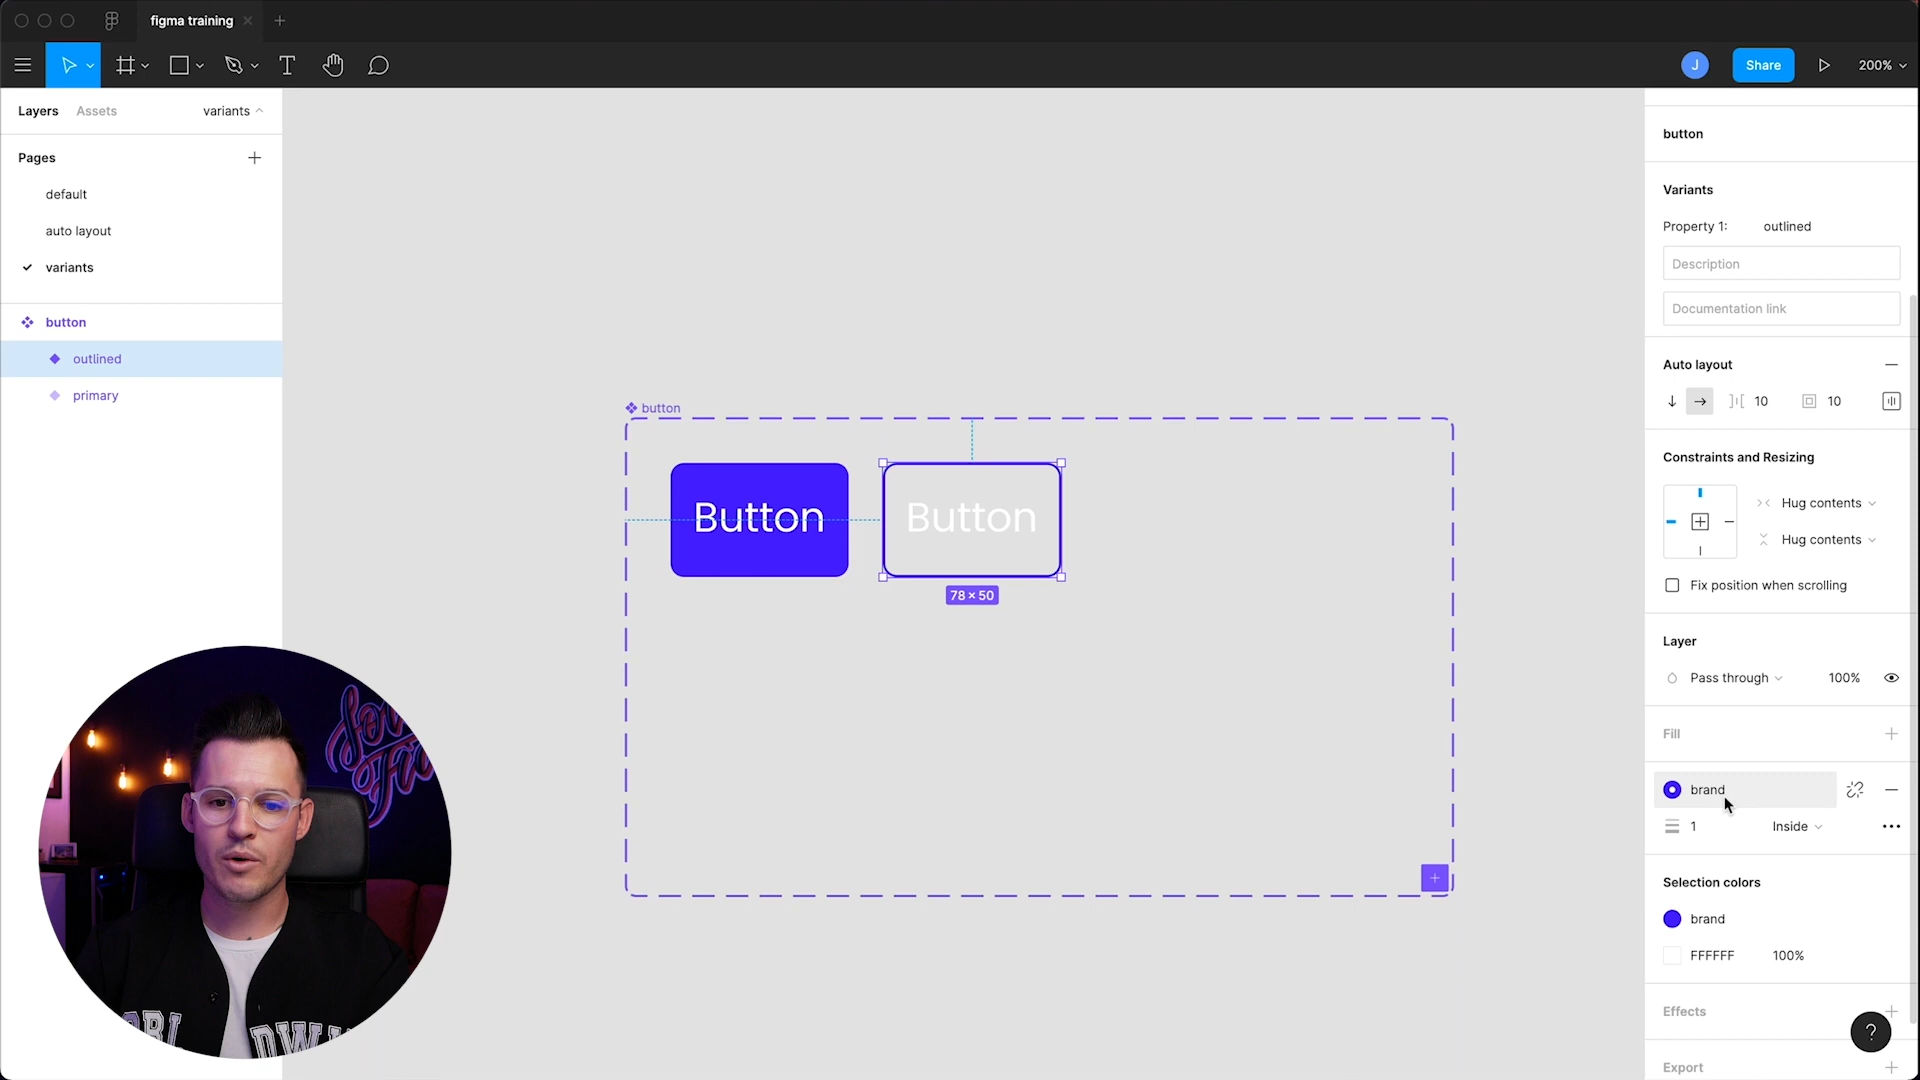 figma training
J
Share
200%
Layers
Assets
variants
Pages
default
auto layout
variants
button
outlined
primary
button
Button
Button
78 × 50
button
Variants
Property 1:
outlined
Description
Documentation link
Auto layout
10
10
Constraints and Resizing
Hug contents
Hug contents
Fix position when scrolling
Layer
Pass through
100%
Fill
brand
1
Inside
Selection colors
brand
FFFFFF
100%
Effects
?
Export